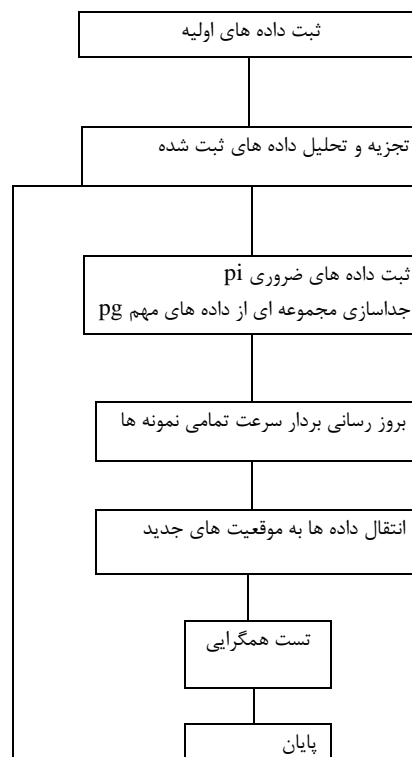 ثبت داده های اولیه
تجزیه و تحلیل داده های ثبت شده
ثبت داده های ضروری pi
جداسازی مجموعه ای از داده های مهم pg
بروز رسانی بردار سرعت تمامی نمونه ها
انتقال داده ها به موقعیت های جدید
تست همگرایی
پایان